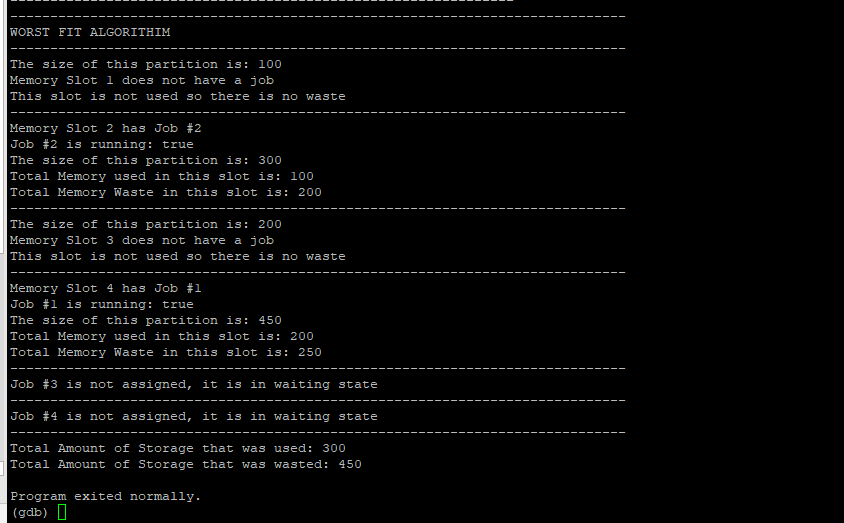 -----------------------------------------------------------------------------
WORST FIT ALGORITHIM
-----------------------------------------------------------------------------
The size of this partition is: 100
Memory Slot 1 does not have a job
This slot is not used so there is no waste
-----------------------------------------------------------------------------
Memory Slot 2 has Job #2
Job #2 is running: true
The size of this partition is: 300
Total Memory used in this slot is: 100
Total Memory Waste in this slot is: 200
-----------------------------------------------------------------------------
The size of this partition is: 200
Memory Slot 3 does not have a job
This slot is not used so there is no waste
-----------------------------------------------------------------------------
Memory Slot 4 has Job #1
Job #1 is running: true
The size of this partition is: 450
Total Memory used in this slot is: 200
Total Memory Waste in this slot is: 250
-----------------------------------------------------------------------------
Job #3 is not assigned, it is in waiting state
-----------------------------------------------------------------------------
Job #4 is not assigned, it is in waiting state
-----------------------------------------------------------------------------
Total Amount of Storage that was used: 300
Total Amount of Storage that was wasted: 450

Program exited normally.
(gdb)